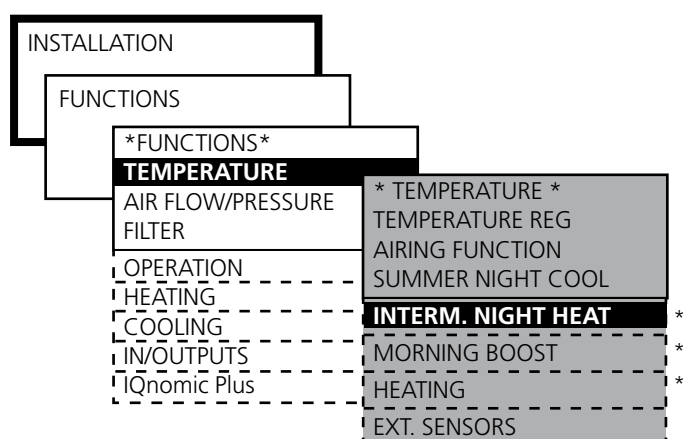 INSTALLATION
FUNCTIONS
*FUNCTIONS*
TEMPERATURE
AIR FLOW/PRESSURE
FILTER
OPERATION
HEATING
COOLING
IN/OUTPUTS
IQnomic Plus
* TEMPERATURE *
TEMPERATURE REG
AIRING FUNCTION
SUMMER NIGHT COOL
INTERM. NIGHT HEAT *
MORNING BOOST *
HEATING *
EXT. SENSORS